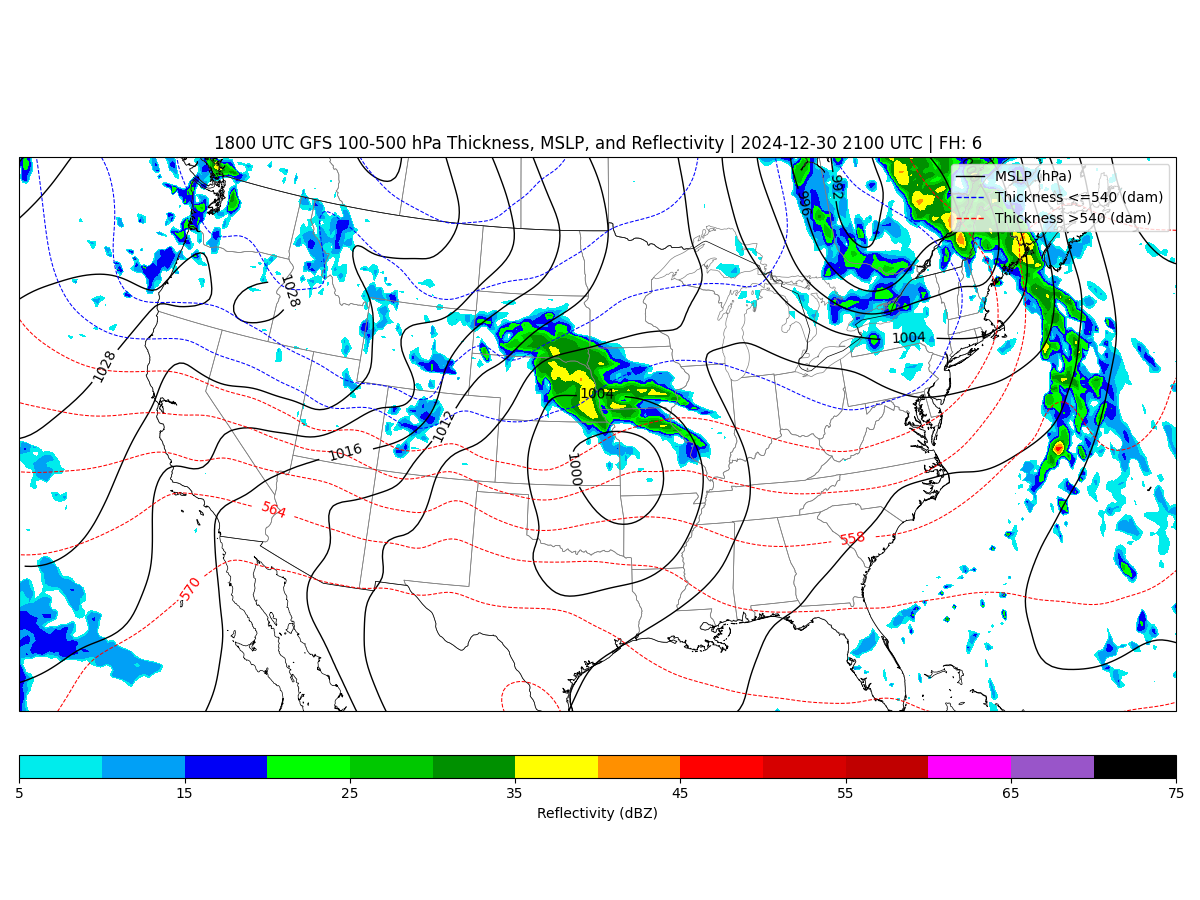 1800 UTC GFS 100-500 hPa Thickness, MSLP, and Reflectivity | 2024-12-30 2100 UTC | FH: 6
MSLP (hPa)
Thickness <=540 (dam)
Thickness >540 (dam)
992
996
1028
1004
1028
1004
1012
1016
1000
564
558
570
5 15 25 35 45 55 65 75
Reflectivity (dBZ)